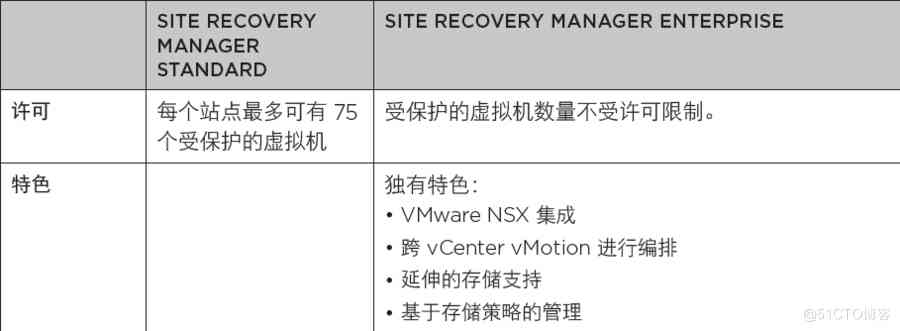 SITE RECOVERY
MANAGER
STANDARD
SITE RECOVERY MANAGER ENTERPRISE
许可
每个站点最多可有 75
个受保护的虚拟机
受保护的虚拟机数量不受许可限制。
特色
独有特色：
• VMware NSX 集成
• 跨 vCenter vMotion 进行编排
• 延伸的存储支持
• 基于存储策略的管理
@51CTO博客